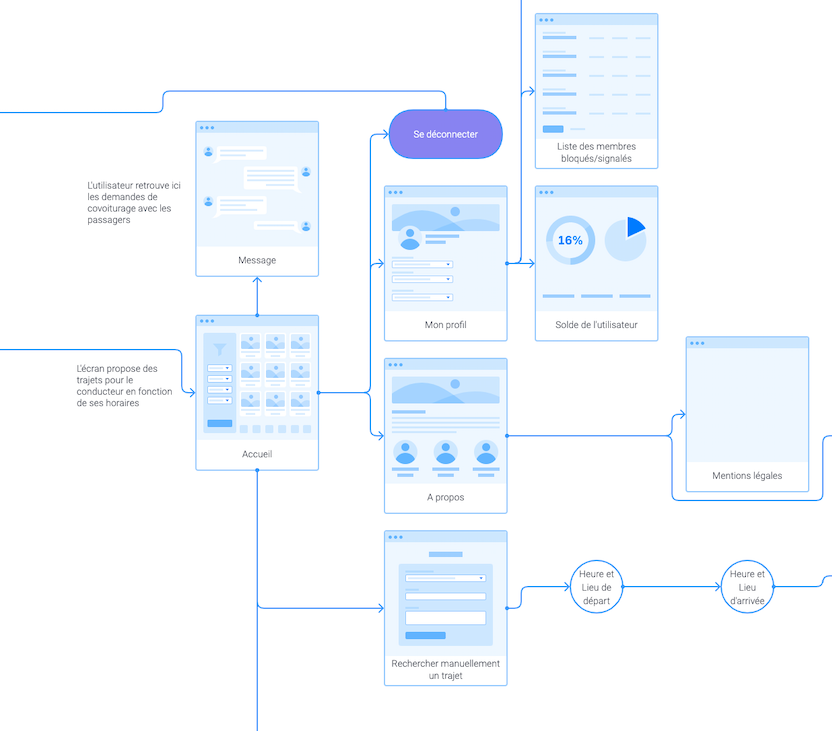 Se déconnecter
Liste des membres
bloqués/signalés
L'utilisateur retrouve ici
les demandes de
covoiturage avec les
passagers
Message
16%
Mon profil
Solde de l'utilisateur
L'écran propose des
trajets pour le
conducteur en fonction
de ses horaires
Accueil
A propos
Mentions légales
Heure et
Lieu de
départ
Heure et
Lieu
d'arrivée
Rechercher manuellement
un trajet